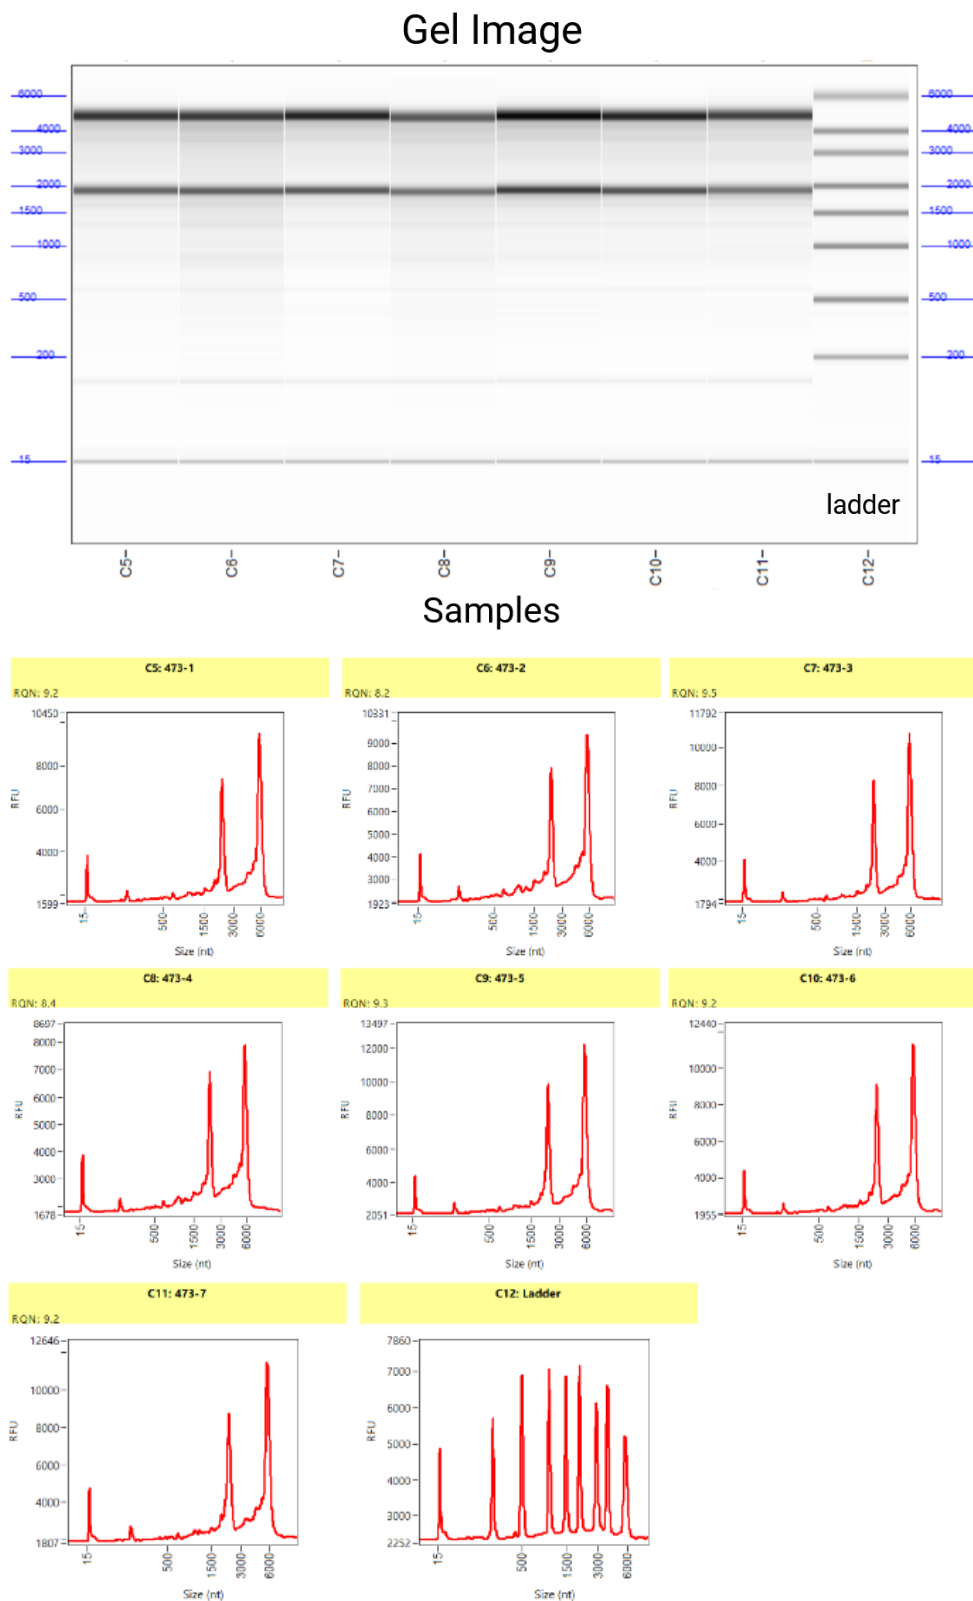 Gel Image
6000 6000
4000 4000
3000 3000
2000 2000
1500 1500
1000 1000
500 500
200 200
15 15
ladder
C5 C6 C7 C8 C9 C10 C11 C12
Samples
C5: 473-1
RQN: 9.2
10450
8000
6000
4000
1599
RFU
15 500 1500 3000 6000
Size (nt)
C6: 473-2
RQN: 8.2
10331
9000
8000
7000
6000
5000
4000
3000
1923
RFU
15 500 1500 3000 6000
Size (nt)
C7: 473-3
RQN: 9.5
11792
10000
8000
6000
4000
1794
RFU
15 500 1500 3000 6000
Size (nt)
C8: 473-4
RQN: 8.4
8697
8000
7000
6000
5000
4000
3000
1678
RFU
15 500 1500 3000 6000
Size (nt)
C9: 473-5
RQN: 9.3
13497
12000
10000
8000
6000
4000
2051
RFU
15 500 1500 3000 6000
Size (nt)
C10: 473-6
RQN: 9.2
12440
10000
8000
6000
4000
1955
RFU
15 500 1500 3000 6000
Size (nt)
C11: 473-7
RQN: 9.2
12646
10000
8000
6000
4000
1807
RFU
15 500 1500 3000 6000
Size (nt)
C12: Ladder
7860
7000
6000
5000
4000
3000
2252
RFU
15 500 1500 3000 6000
Size (nt)